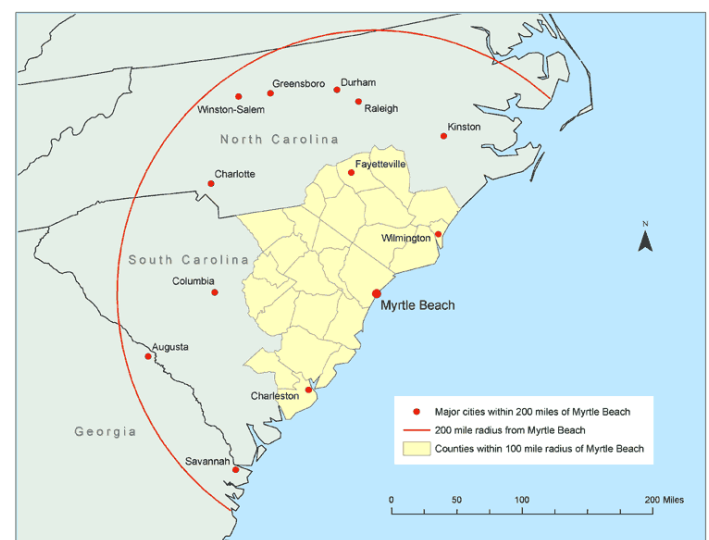 Greensboro
Durham
Winston-Salem
Raleigh
North Carolina
Kinston
Fayetteville
Charlotte
N
Wilmington
South Carolina
Columbia
Myrtle Beach
Augusta
Charleston
Georgia
Savannah
Major cities within 200 miles of Myrtle Beach
200 mile radius from Myrtle Beach
Counties within 100 mile radius of Myrtle Beach
0 50 100 200 Miles